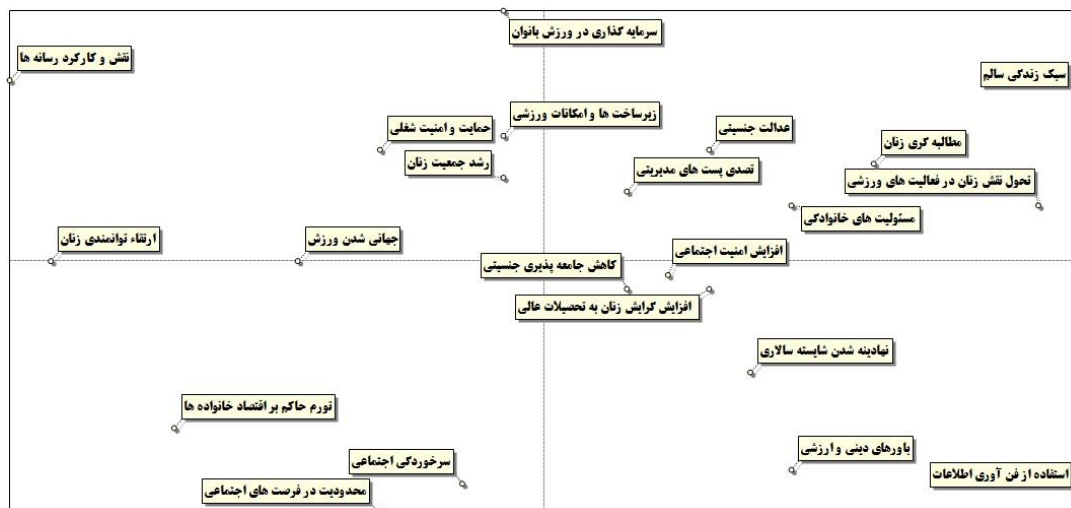 سرمایه گذاری در ورزش بانوان
نقش و کارکرد رسانه ها
سبک زندگی سالم
زیرساخت ها و امکانات ورزشی
حمایت و امنیت شغلی
عدالت جنسیتی
مطالبه گری زنان
رشد جمعیت زنان
تصدی پست های مدیریتی
تحول نقش زنان در فعالیت های ورزشی
مسئولیت های خانوادگی
ارتقاء توانمندی زنان
جهانی شدن ورزش
افزایش امنیت اجتماعی
کاهش جامعه پذیری جنسیتی
افزایش گرایش زنان به تحصیلات عالی
نهادینه شدن شایسته سالاری
تورم حاکم بر اقتصاد خانواده ها
باورهای دینی و ارزشی
سرخوردگی اجتماعی
استفاده از فن آوری اطلاعات
محدودیت در فرصت های اجتماعی